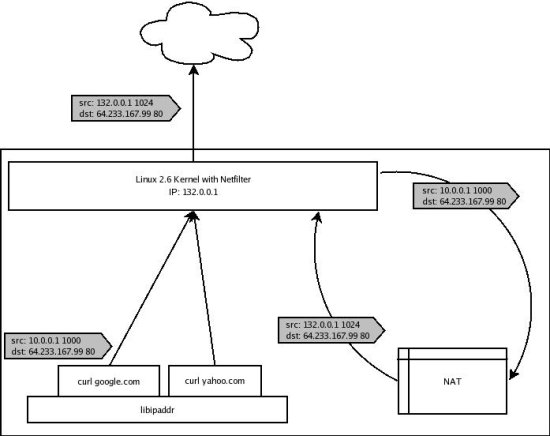 src: 132.0.0.1 1024
dst: 64.233.167.99 80
Linux 2.6 Kernel with Netfilter
IP: 132.0.0.1
src: 10.0.0.1 1000
dst: 64.233.167.99 80
src: 132.0.0.1 1024
dst: 64.233.167.99 80
src: 10.0.0.1 1000
dst: 64.233.167.99 80
curl google.com
curl yahoo.com
NAT
libipaddr